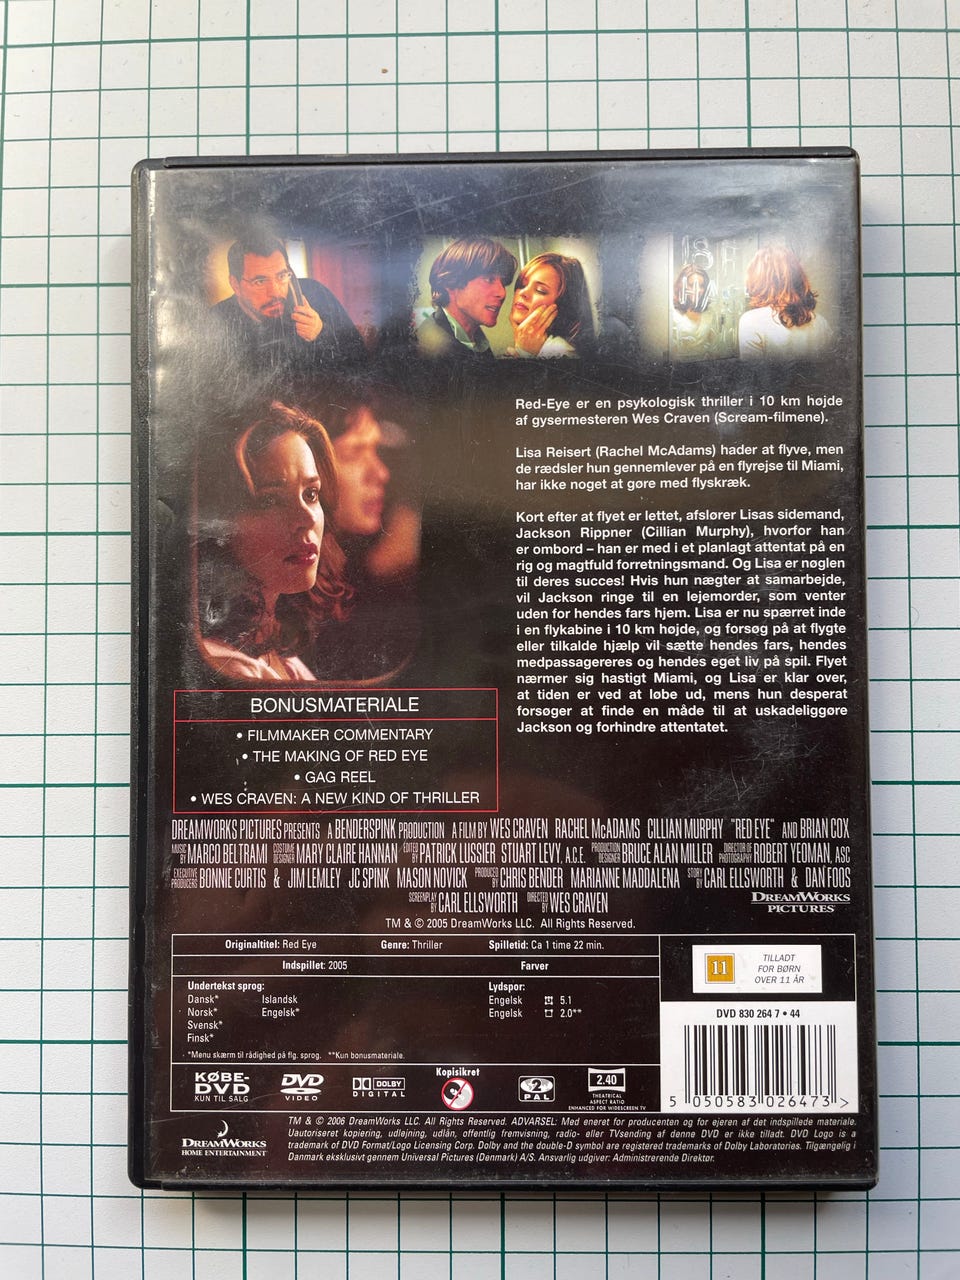 Red-Eye er en psykologisk thriller i 10 km højde
af gysermesteren Wes Craven (Scream-filmene).
Lisa Reisert (Rachel McAdams) hader at flyve, men
de rædsler hun gennemlever på en flyrejse til Miami,
har ikke noget at gøre med flyskræk.
Kort efter at flyet er lettet, afslører Lisas sidemand,
Jackson Rippner (Cillian Murphy), hvorfor han
er ombord – han er med i et planlagt attentat på en
rig og magtfuld forretningsmand. Og Lisa er nøglen
til deres succes! Hvis hun nægter at samarbejde,
vil Jackson ringe til en lejemorder, som venter
uden for hendes fars hjem. Lisa er nu spærret inde
i en flykabine i 10 km højde, og forsøg på at flygte
eller tilkalde hjælp vil sætte hendes fars, hendes
medpassagereres og hendes eget liv på spil. Flyet
nærmer sig hastigt Miami, og Lisa er klar over,
at tiden er ved at løbe ud, mens hun desperat
forsøger at finde en måde til at uskadeliggøre
Jackson og forhindre attentatet.
BONUSMATERIALE
• FILMMAKER COMMENTARY
• THE MAKING OF RED EYE
• GAG REEL
• WES CRAVEN: A NEW KIND OF THRILLER
DREAMWORKS PICTURES PRESENTS A BENDERSPINK PRODUCTION A FILM BY WES CRAVEN RACHEL McADAMS CILLIAN MURPHY "RED EYE" AND BRIAN COX
MUSIC BY MARCO BELTRAMI COSTUME DESIGNER MARY CLAIRE HANNAN EDITED BY PATRICK LUSSIER STUART LEVY, A.C.E. PRODUCTION DESIGNER BRUCE ALAN MILLER DIRECTOR OF PHOTOGRAPHY ROBERT YEOMAN, ASC
EXECUTIVE PRODUCERS BONNIE CURTIS & JIM LEMLEY JC SPINK MASON NOVICK PRODUCED BY CHRIS BENDER MARIANNE MADDALENA STORY BY CARL ELLSWORTH & DAN FOOS
SCREENPLAY BY CARL ELLSWORTH DIRECTED BY WES CRAVEN
DREAMWORKS
PICTURES
TM & © 2005 DreamWorks LLC. All Rights Reserved.
Originaltitel: Red Eye Genre: Thriller Spilletid: Ca 1 time 22 min.
Indspillet: 2005 Farver
Undertekst sprog: Lydspor:
Dansk* Islandsk Engelsk 5.1
Norsk* Engelsk* Engelsk 2.0**
Svensk*
Finsk*
*Menu skærm til rådighed på flg. sprog. **Kun bonusmateriale.
11
TILLADT
FOR BØRN
OVER 11 ÅR
DVD 830 264 7 • 44
5 050583 026473 >
KØBE-
DVD
KUN TIL SALG
DVD
VIDEO
DOLBY
DIGITAL
Kopisikret
2
PAL
2.40
THEATRICAL
ASPECT RATIO
ENHANCED FOR WIDESCREEN TV
DREAMWORKS
HOME ENTERTAINMENT
TM & © 2006 DreamWorks LLC. All Rights Reserved. ADVARSEL: Med eneret for producenten og for ejeren af det indspillede materiale.
Uautoriseret kopiering, udlejning, udlån, offentlig fremvisning, radio- eller TVsending af denne DVD er ikke tilladt. DVD Logo is a
trademark of DVD Format/Logo Licensing Corp. Dolby and the double-D symbol are registered trademarks of Dolby Laboratories. Tilgængelig i
Danmark eksklusivt gennem Universal Pictures (Denmark) A/S. Ansvarlig udgiver: Administrerende Direktør.